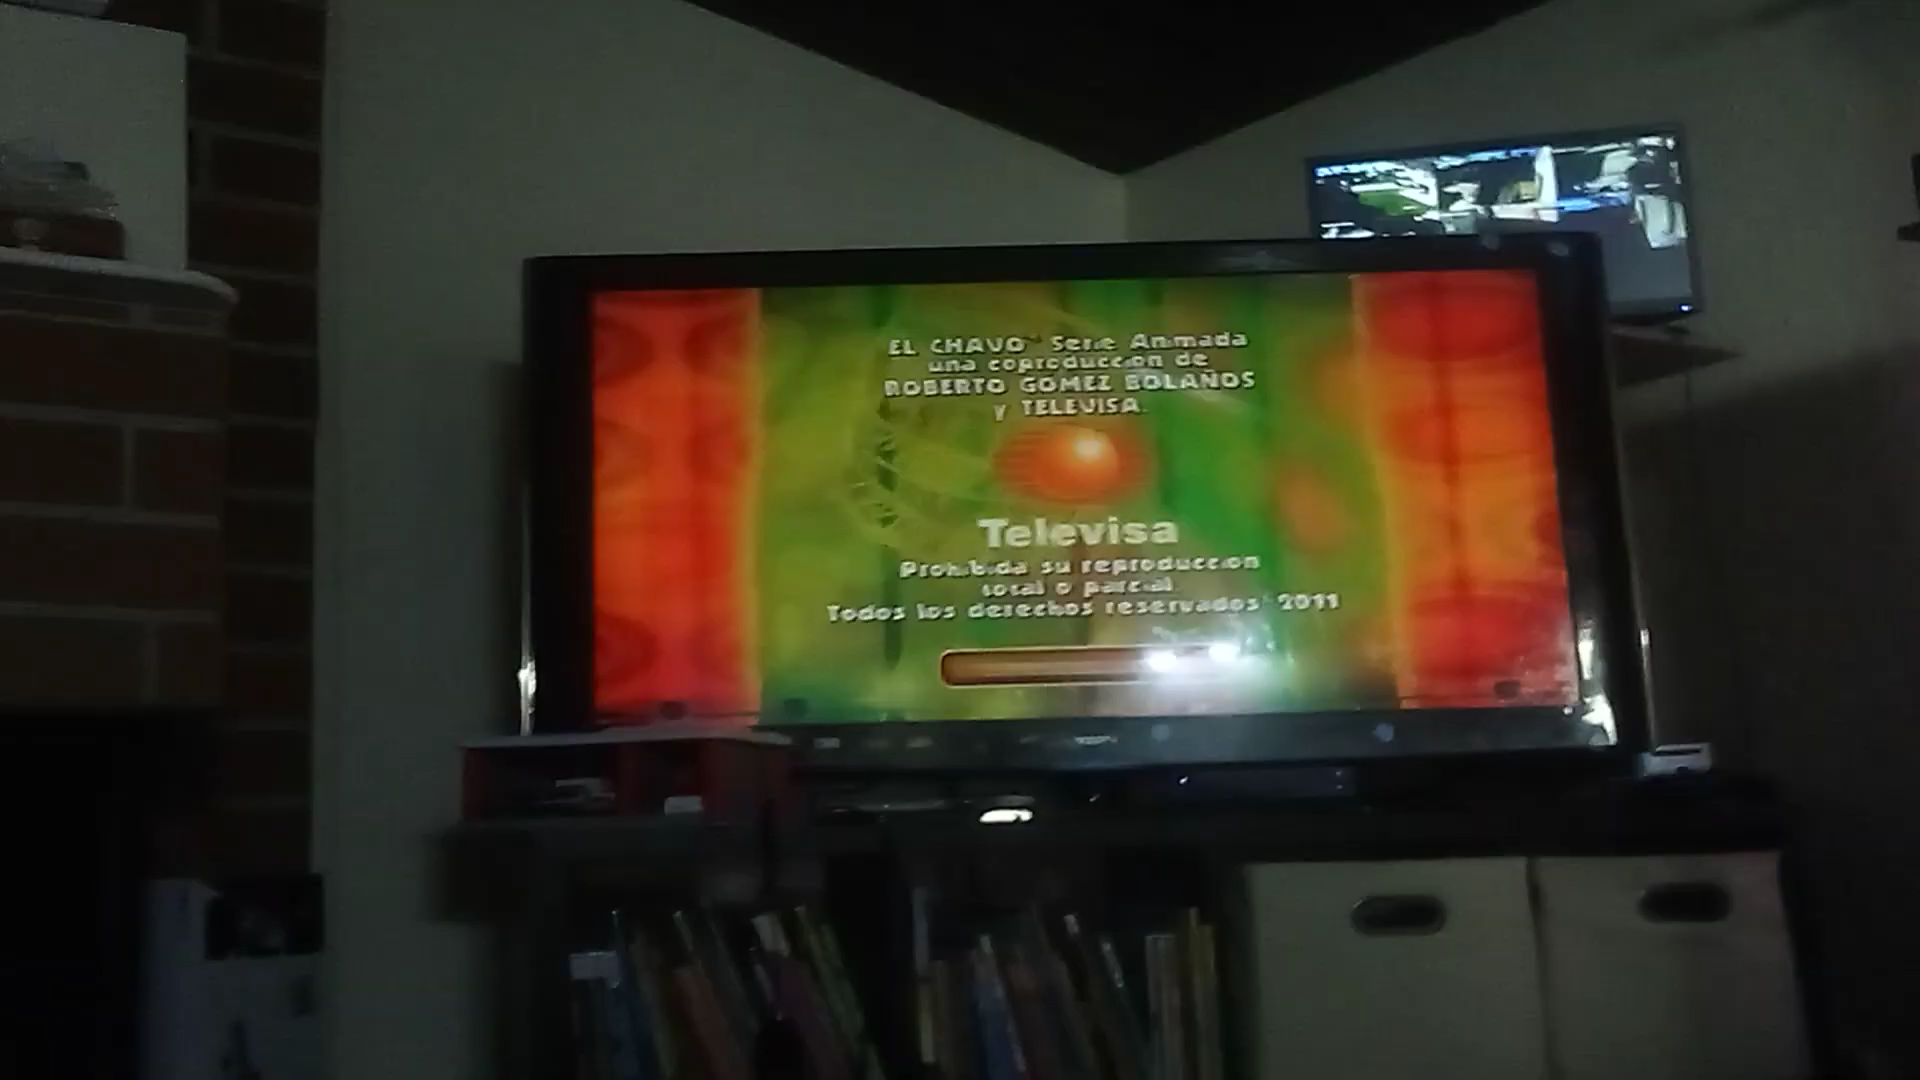 EL CHAVO Serie Animada
una coproduccion de
ROBERTO GOMEZ BOLAÑOS
y TELEVISA.
Televisa
Prohibida su reproduccion
total o parcial.
Todos los derechos reservados 2011